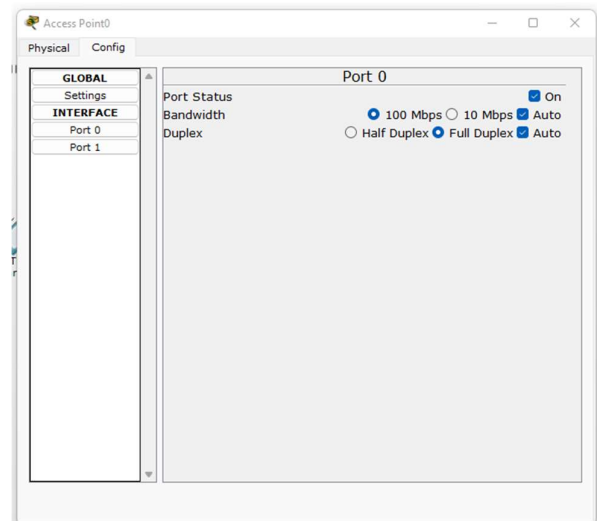 Access Point0
Physical Config
GLOBAL
Settings
INTERFACE
Port 0
Port 1
Port 0
Port Status On
Bandwidth 100 Mbps 10 Mbps Auto
Duplex Half Duplex Full Duplex Auto